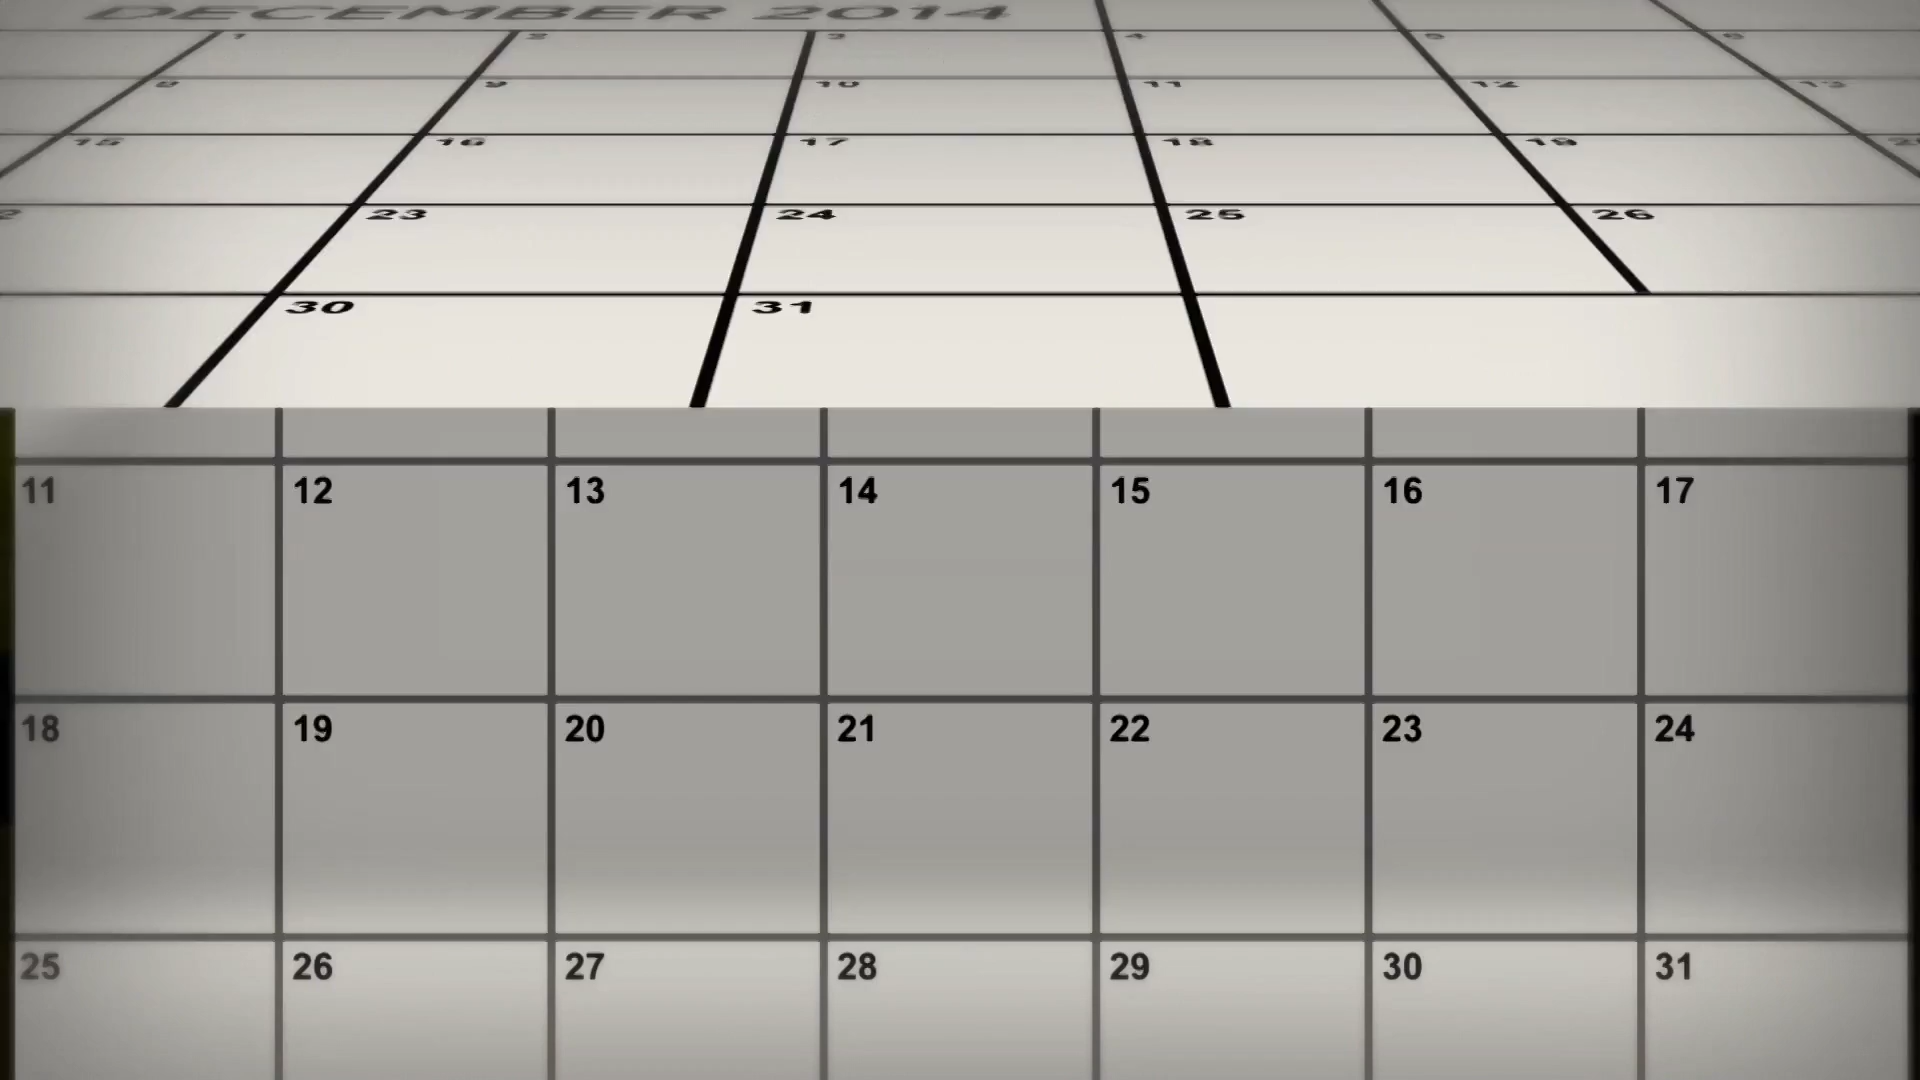 DECEMBER 2014
1 2 3 4 5 6
8 9 10 11 12 13
15 16 17 18 19
23 24 25 26
30 31
11 12 13 14 15 16 17
18 19 20 21 22 23 24
25 26 27 28 29 30 31